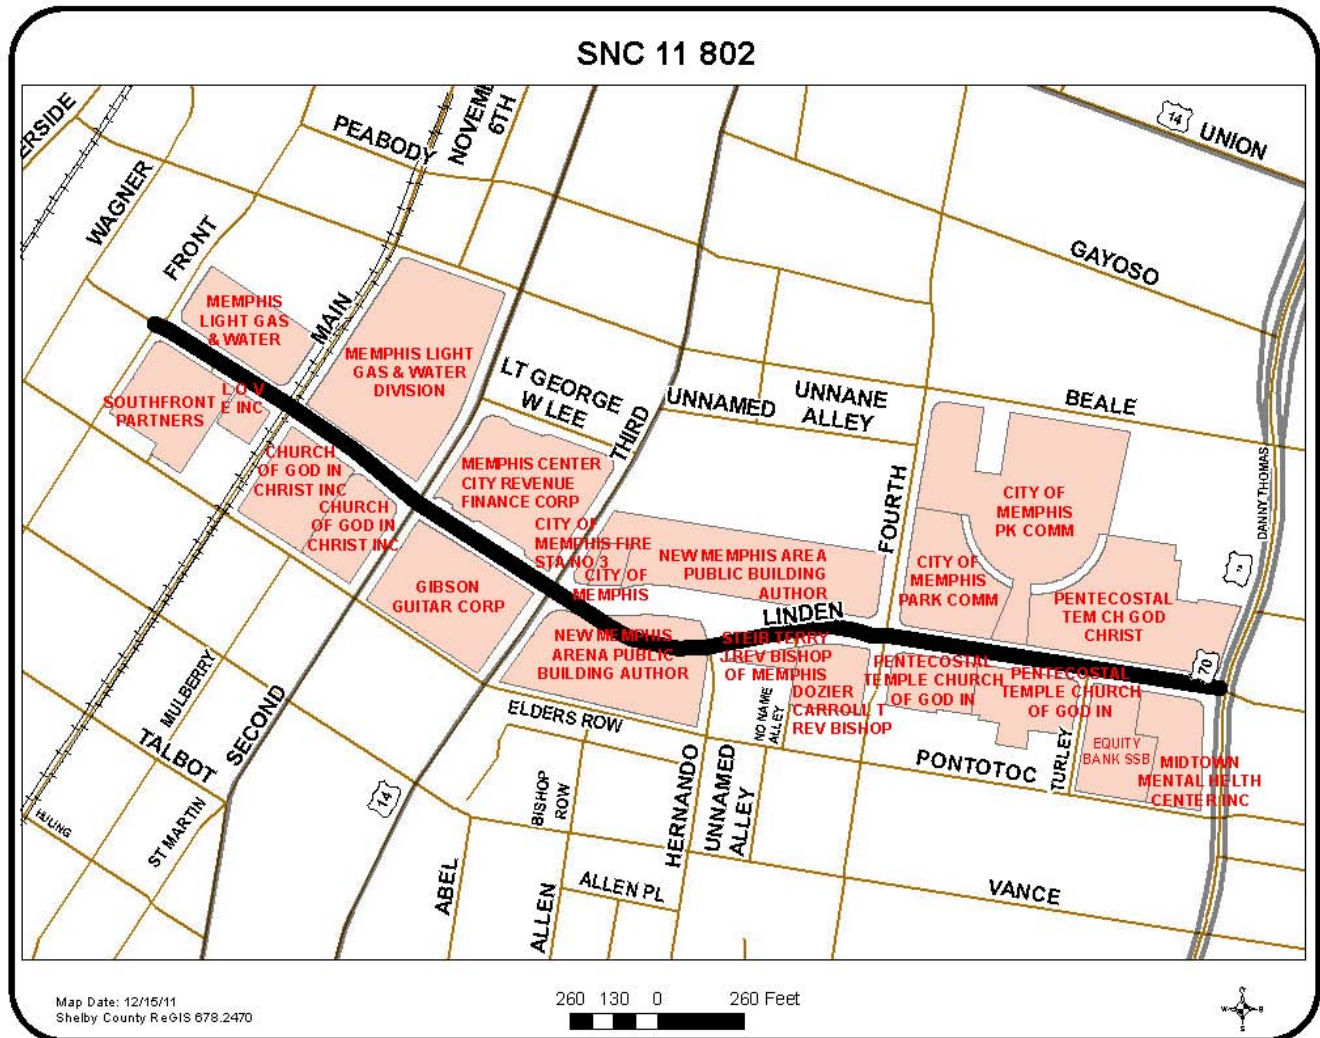 SNC 11 802
ERSIDE
WAGNER
FRONT
PEABODY
NOVEM
6TH
14
UNION
GAYOSO
MAIN
MEMPHIS
LIGHT GAS
& WATER
MEMPHIS LIGHT
GAS & WATER
DIVISION
SOUTHFRONT
PARTNERS
L O V
E INC
LT GEORGE
W LEE
THIRD
UNNAMED
UNNANE
ALLEY
BEALE
DANNY THOMAS
CHURCH
OF GOD IN
CHRIST INC
CHURCH
OF GOD IN
CHRIST INC
MEMPHIS CENTER
CITY REVENUE
FINANCE CORP
CITY OF
MEMPHIS FIRE
STA NO 3
CITY OF
MEMPHIS
NEW MEMPHIS AREA
PUBLIC BUILDING
AUTHOR
FOURTH
CITY OF
MEMPHIS
PK COMM
CITY OF
MEMPHIS
PARK COMM
PENTECOSTAL
TEM CH GOD
CHRIST
GIBSON
GUITAR CORP
LINDEN
NEW MEMPHIS
ARENA PUBLIC
BUILDING AUTHOR
STEIB TERRY
J REV BISHOP
OF MEMPHIS
DOZIER
CARROLL T
REV BISHOP
PENTECOSTAL
TEMPLE CHURCH
OF GOD IN
PENTECOSTAL
TEMPLE CHURCH
OF GOD IN
70
EQUITY
BANK SSB
MIDTOWN
MENTAL HELTH
CENTER INC
MULBERRY
TALBOT
SECOND
ST MARTIN
HULING
14
ELDERS ROW
NO NAME
ALLEY
PONTOTOC
TURLEY
BISHOP
ROW
HERNANDO
UNNAMED
ALLEY
ABEL
ALLEN
ALLEN PL
VANCE
Map Date: 12/15/11
Shelby County ReGIS 678.2470
260 130 0 260 Feet
N
W
E
S